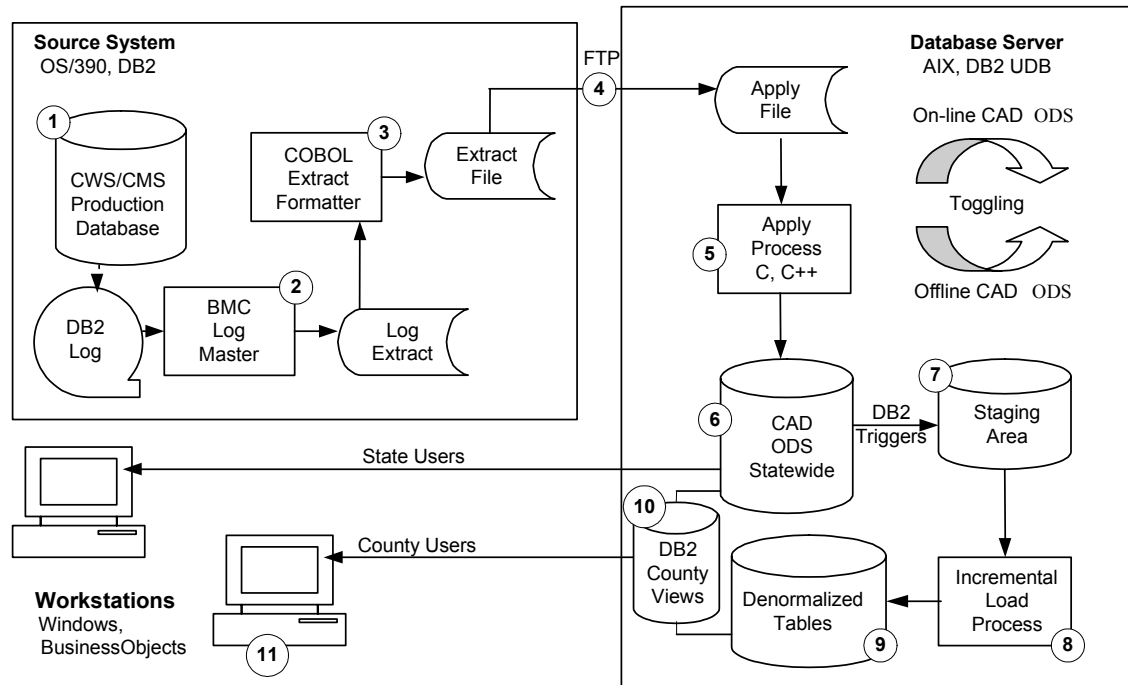 Source System
OS/390, DB2
1
CWS/CMS
Production
Database
DB2
Log
2
BMC
Log
Master
Log
Extract
3
COBOL
Extract
Formatter
Extract
File
FTP
4
Database Server
AIX, DB2 UDB
Apply
File
On-line CAD ODS
Toggling
Offline CAD ODS
5
Apply
Process
C, C++
6
CAD
ODS
Statewide
DB2
Triggers
7
Staging
Area
Incremental
Load
Process
8
Denormalized
Tables
9
10
DB2
County
Views
State Users
County Users
Workstations
Windows,
BusinessObjects
11